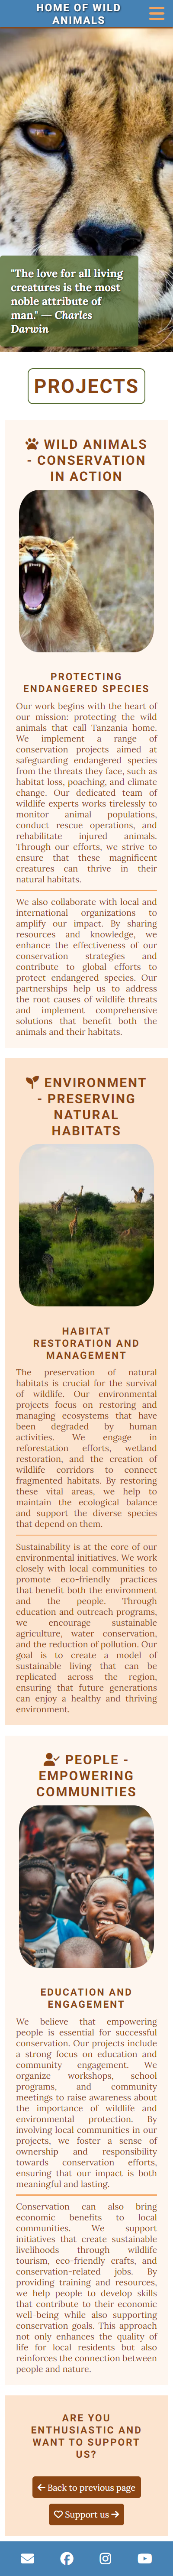 HOME OF WILD
ANIMALS
"The love for all living
creatures is the most
noble attribute of
man." — Charles
Darwin
PROJECTS
WILD ANIMALS
- CONSERVATION
IN ACTION
PROTECTING
ENDANGERED SPECIES
Our work begins with the heart of
our mission: protecting the wild
animals that call Tanzania home.
We implement a range of
conservation projects aimed at
safeguarding endangered species
from the threats they face, such as
habitat loss, poaching, and climate
change. Our dedicated team of
wildlife experts works tirelessly to
monitor animal populations,
conduct rescue operations, and
rehabilitate injured animals.
Through our efforts, we strive to
ensure that these magnificent
creatures can thrive in their
natural habitats.
We also collaborate with local and
international organizations to
amplify our impact. By sharing
resources and knowledge, we
enhance the effectiveness of our
conservation strategies and
contribute to global efforts to
protect endangered species. Our
partnerships help us to address
the root causes of wildlife threats
and implement comprehensive
solutions that benefit both the
animals and their habitats.
ENVIRONMENT
- PRESERVING
NATURAL
HABITATS
HABITAT
RESTORATION AND
MANAGEMENT
The preservation of natural
habitats is crucial for the survival
of wildlife. Our environmental
projects focus on restoring and
managing ecosystems that have
been degraded by human
activities. We engage in
reforestation efforts, wetland
restoration, and the creation of
wildlife corridors to connect
fragmented habitats. By restoring
these vital areas, we help to
maintain the ecological balance
and support the diverse species
that depend on them.
Sustainability is at the core of our
environmental initiatives. We work
closely with local communities to
promote eco-friendly practices
that benefit both the environment
and the people. Through
education and outreach programs,
we encourage sustainable
agriculture, water conservation,
and the reduction of pollution. Our
goal is to create a model of
sustainable living that can be
replicated across the region,
ensuring that future generations
can enjoy a healthy and thriving
environment.
PEOPLE -
EMPOWERING
COMMUNITIES
EDUCATION AND
ENGAGEMENT
We believe that empowering
people is essential for successful
conservation. Our projects include
a strong focus on education and
community engagement. We
organize workshops, school
programs, and community
meetings to raise awareness about
the importance of wildlife and
environmental protection. By
involving local communities in our
projects, we foster a sense of
ownership and responsibility
towards conservation efforts,
ensuring that our impact is both
meaningful and lasting.
Conservation can also bring
economic benefits to local
communities. We support
initiatives that create sustainable
livelihoods through wildlife
tourism, eco-friendly crafts, and
conservation-related jobs. By
providing training and resources,
we help people to develop skills
that contribute to their economic
well-being while also supporting
conservation goals. This approach
not only enhances the quality of
life for local residents but also
reinforces the connection between
people and nature.
ARE YOU
ENTHUSIASTIC AND
WANT TO SUPPORT
US?
Back to previous page
Support us